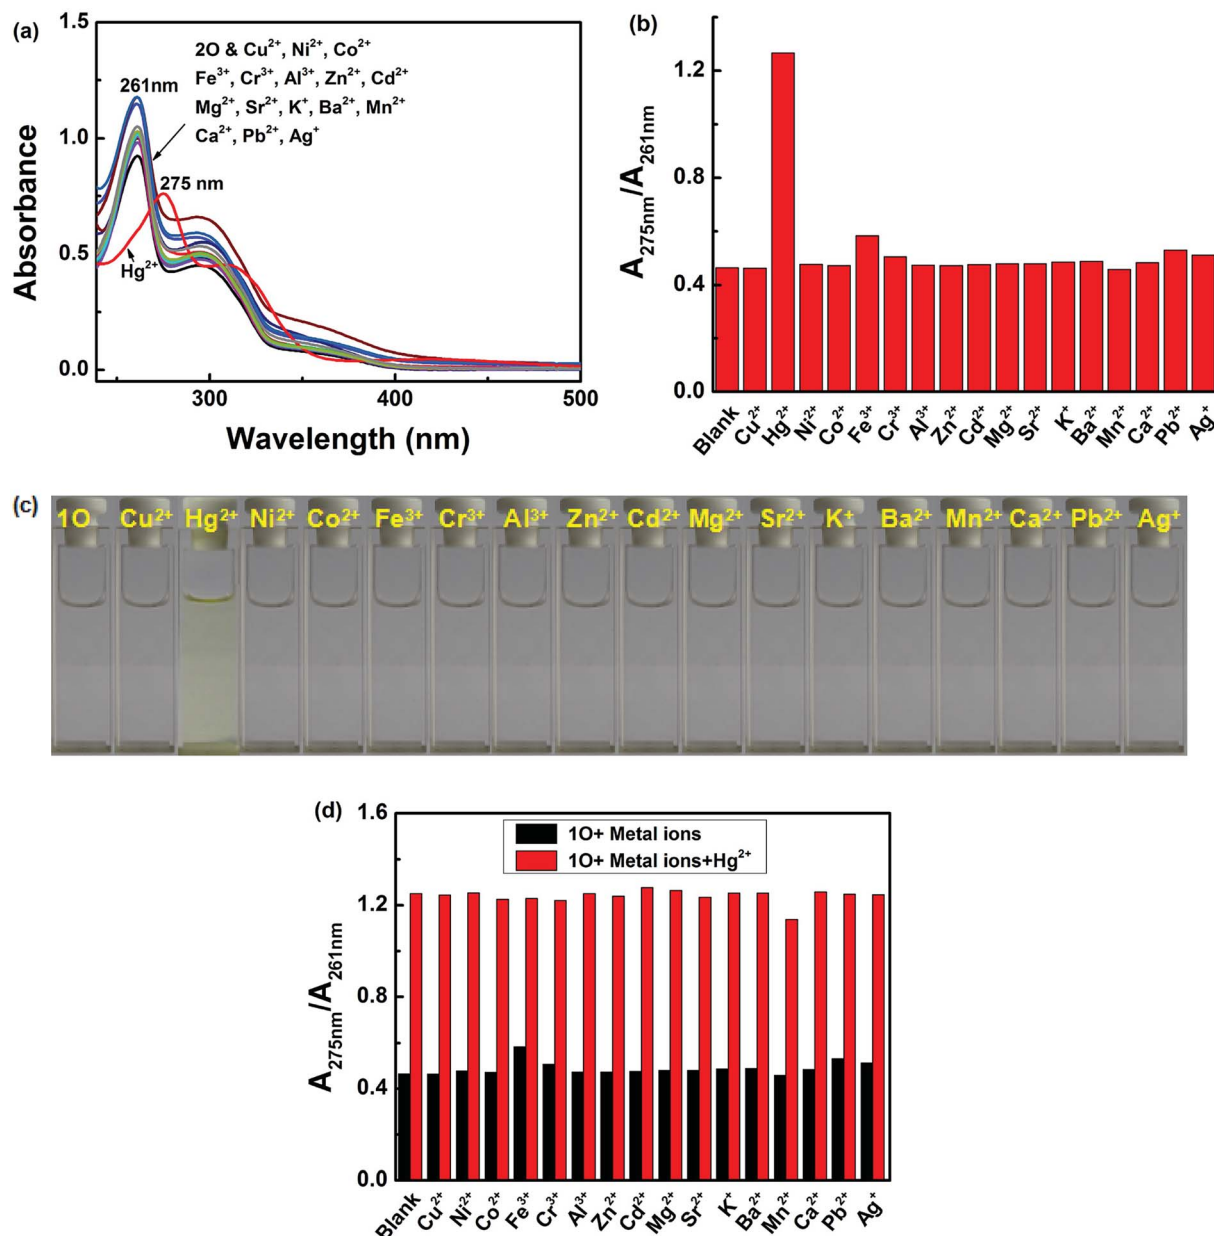 (a)
1.5
1.0
0.5
0.0
Absorbance
2O & Cu²⁺, Ni²⁺, Co²⁺
Fe³⁺, Cr³⁺, Al³⁺, Zn²⁺, Cd²⁺
Mg²⁺, Sr²⁺, K⁺, Ba²⁺, Mn²⁺
Ca²⁺, Pb²⁺, Ag⁺
261nm
275 nm
Hg²⁺
300 400 500
Wavelength (nm)
(b)
1.2
0.8
0.4
0.0
A275nm/A261nm
Blank Cu²⁺ Hg²⁺ Ni²⁺ Co²⁺ Fe³⁺ Cr³⁺ Al³⁺ Zn²⁺ Cd²⁺ Mg²⁺ Sr²⁺ K⁺ Ba²⁺ Mn²⁺ Ca²⁺ Pb²⁺ Ag⁺
(c)
1O Cu²⁺ Hg²⁺ Ni²⁺ Co²⁺ Fe³⁺ Cr³⁺ Al³⁺ Zn²⁺ Cd²⁺ Mg²⁺ Sr²⁺ K⁺ Ba²⁺ Mn²⁺ Ca²⁺ Pb²⁺ Ag⁺
(d)
1.6
1.2
0.8
0.4
0.0
A275nm/A261nm
1O+ Metal ions
1O+ Metal ions+Hg²⁺
Blank Cu²⁺ Ni²⁺ Co²⁺ Fe³⁺ Cr³⁺ Al³⁺ Zn²⁺ Cd²⁺ Mg²⁺ Sr²⁺ K⁺ Ba²⁺ Mn²⁺ Ca²⁺ Pb²⁺ Ag⁺